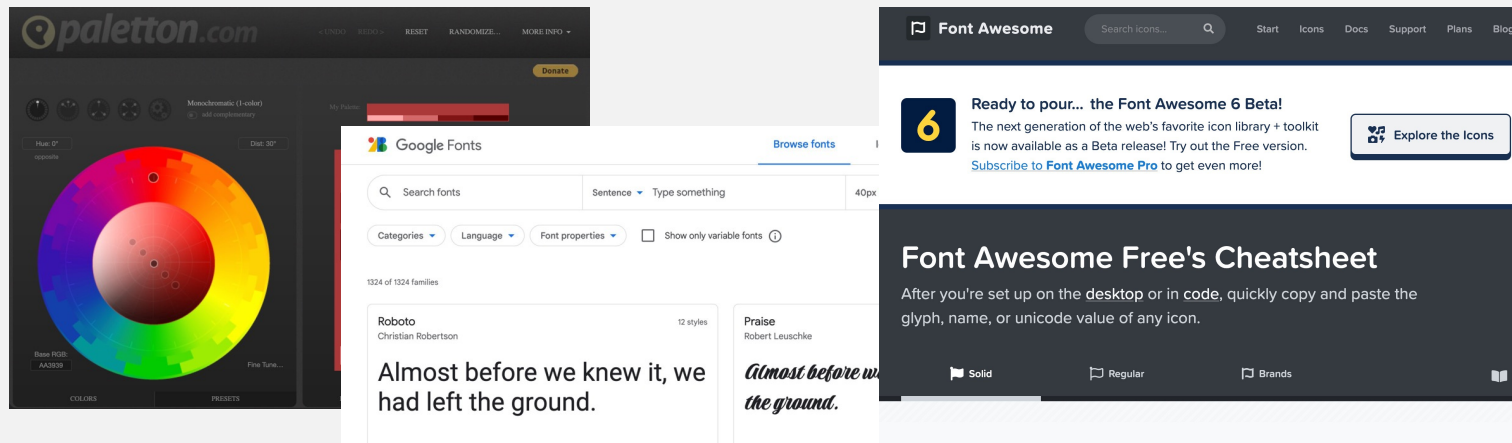 paletton.com
< UNDO REDO > RESET RANDOMIZE... MORE INFO
Donate
Monochromatic (1-color)
add complementary
My Palette:
Hue: 0° Dist: 30°
opposite
Base RGB:
AA3939
Fine Tune...
COLORS PRESETS
Google Fonts
Browse fonts
Search fonts
Sentence Type something
40px
Categories Language Font properties Show only variable fonts
1324 of 1324 families
Roboto 12 styles
Christian Robertson
Almost before we knew it, we
had left the ground.
Praise
Robert Leuschke
Almost before we
the ground.
Font Awesome
Search icons...
Start Icons Docs Support Plans Blog
6
Ready to pour... the Font Awesome 6 Beta!
The next generation of the web's favorite icon library + toolkit
is now available as a Beta release! Try out the Free version.
Subscribe to Font Awesome Pro to get even more!
Explore the Icons
Font Awesome Free's Cheatsheet
After you're set up on the desktop or in code, quickly copy and paste the
glyph, name, or unicode value of any icon.
Solid Regular Brands